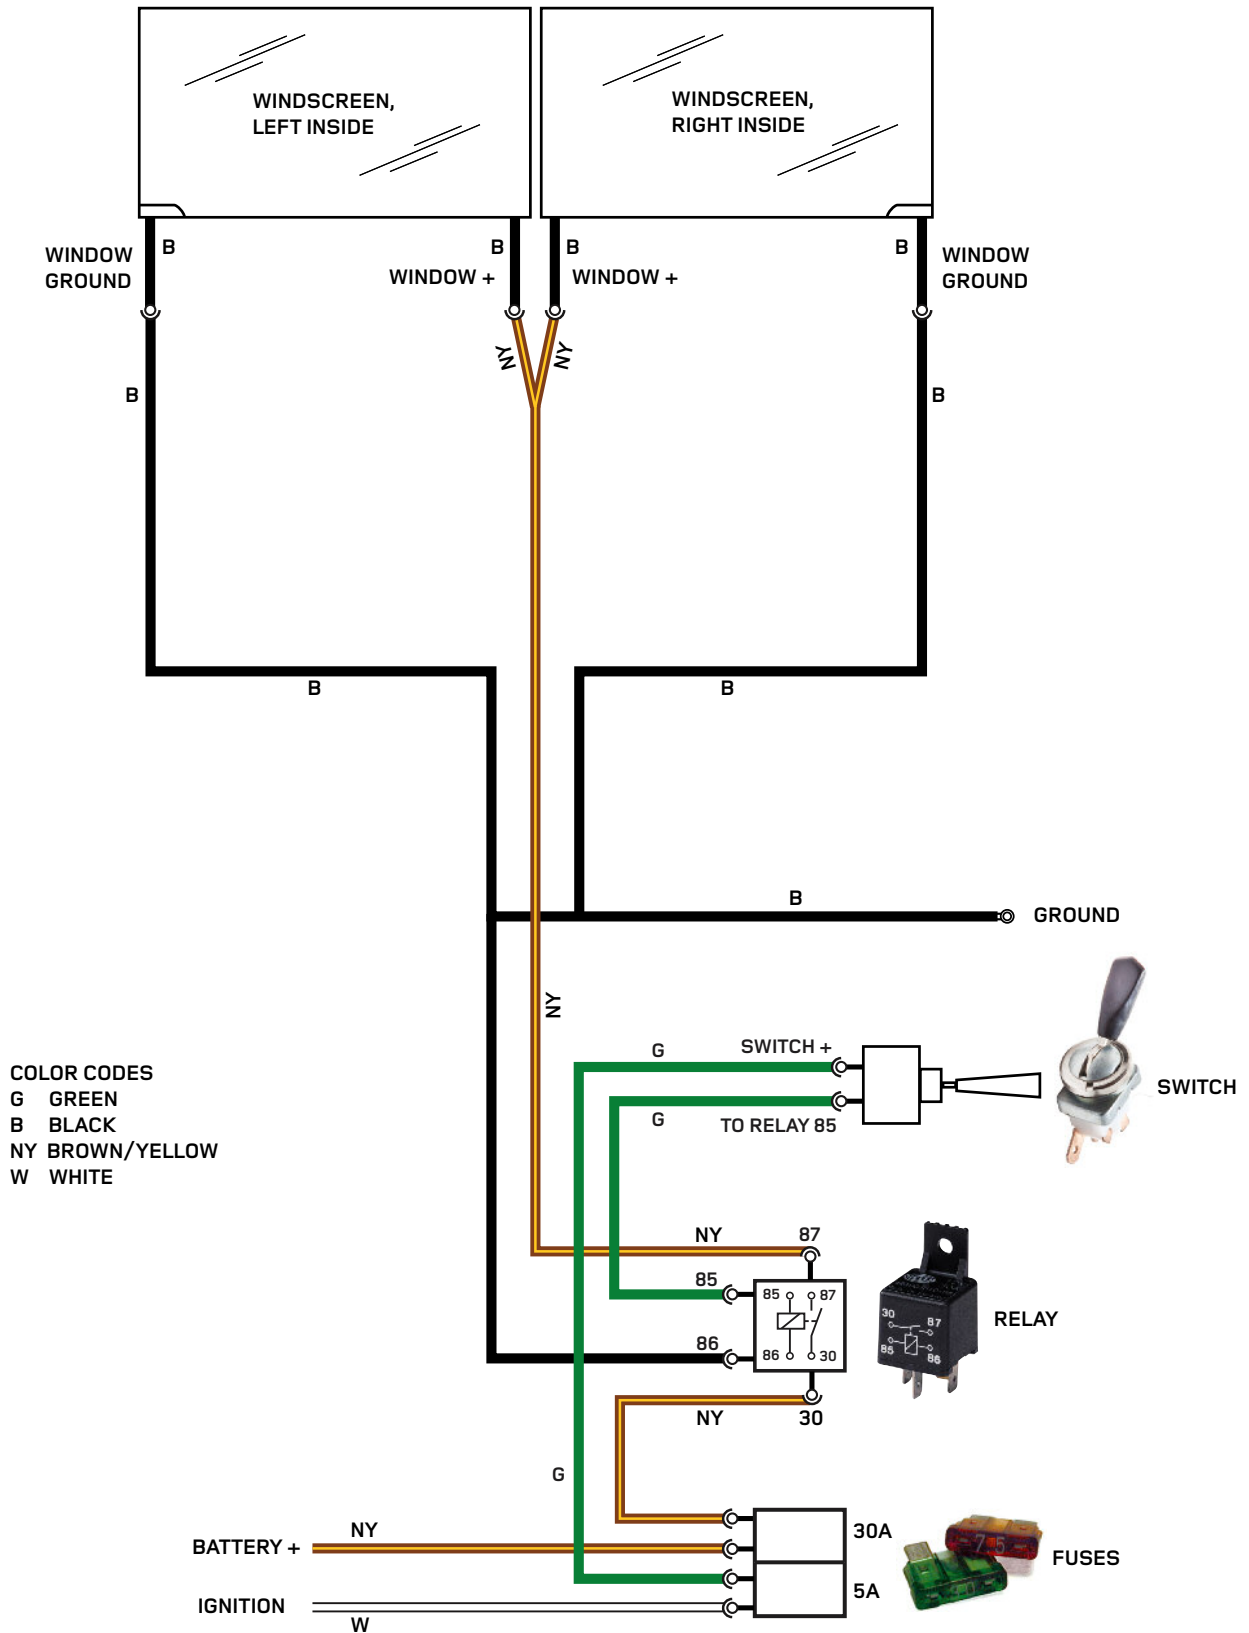 WINDSCREEN,
LEFT INSIDE
WINDSCREEN,
RIGHT INSIDE
WINDOW
GROUND
B
B
WINDOW +
B
WINDOW +
B
WINDOW
GROUND
NY
NY
B
B
B
B
B
GROUND
NY
COLOR CODES
G GREEN
B BLACK
NY BROWN/YELLOW
W WHITE
G
SWITCH +
G
TO RELAY 85
SWITCH
NY
87
85
85
87
86
86
30
30
87
85
86
RELAY
NY
30
G
BATTERY +
NY
30A
7.5
FUSES
5A
IGNITION
W